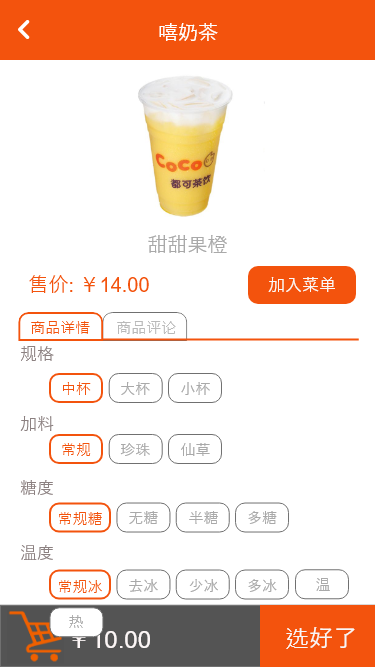 嘻奶茶
CoCo
都可茶饮
甜甜果橙
售价: ￥14.00 加入菜单
商品详情 商品评论
规格
中杯 大杯 小杯
加料
常规 珍珠 仙草
糖度
常规糖 无糖 半糖 多糖
温度
常规冰 去冰 少冰 多冰 温
热
￥10.00 选好了